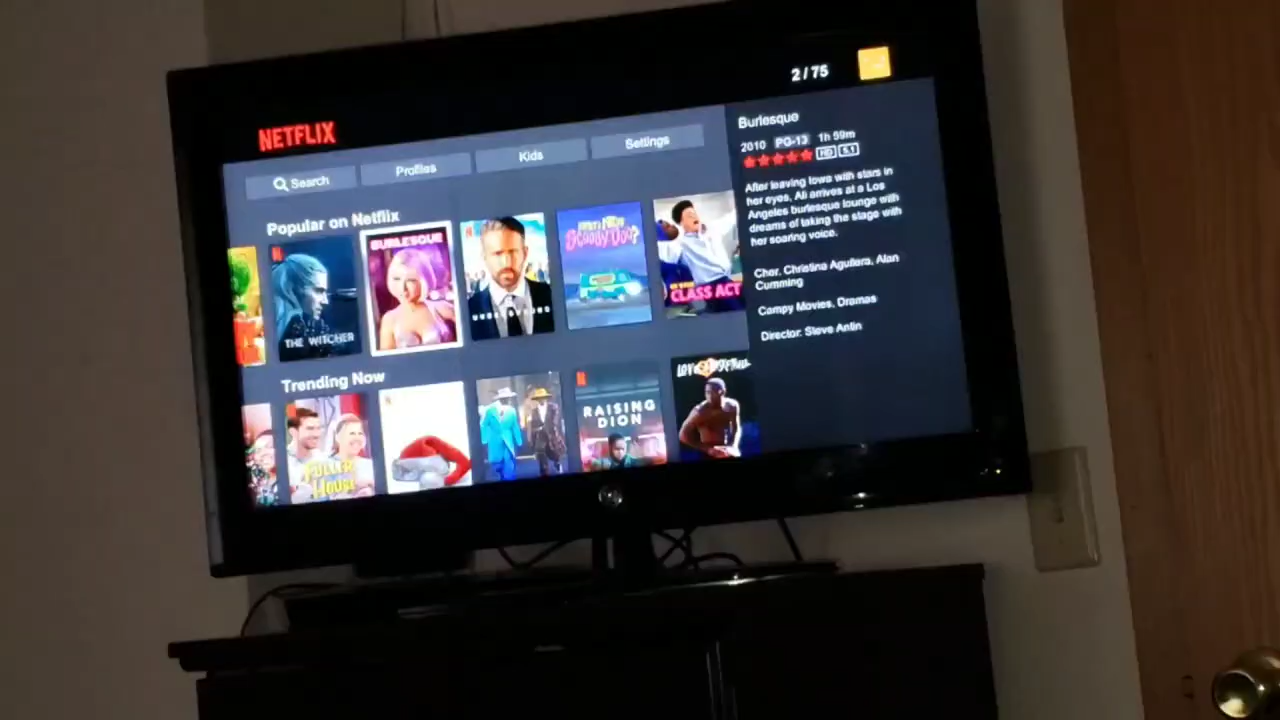 2 / 75
NETFLIX
Search
Profiles
Kids
Settings
Popular on Netflix
THE WITCHER
BURLESQUE
Scooby Doo?
CLASS ACT
Trending Now
FULLER
HOUSE
RAISING
DION
Burlesque
2010 PG-13 1h 59m
HD 5.1
After leaving Iowa with stars in
her eyes, Ali arrives at a Los
Angeles burlesque lounge with
dreams of taking the stage with
her soaring voice.
Cher, Christina Aguilera, Alan
Cumming
Campy Movies, Dramas
Director: Steve Antin